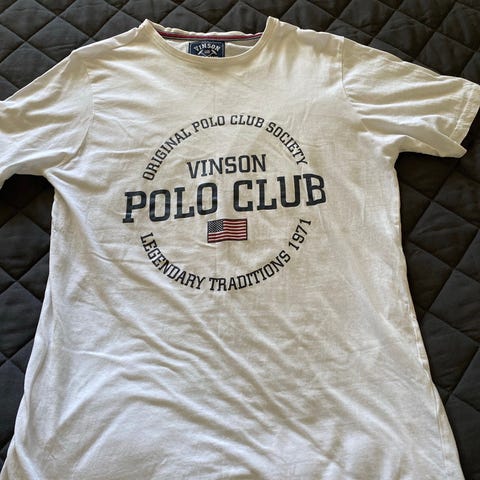 VINSON
ORIGINAL POLO CLUB SOCIETY
VINSON
POLO CLUB
LEGENDARY TRADITIONS 1971